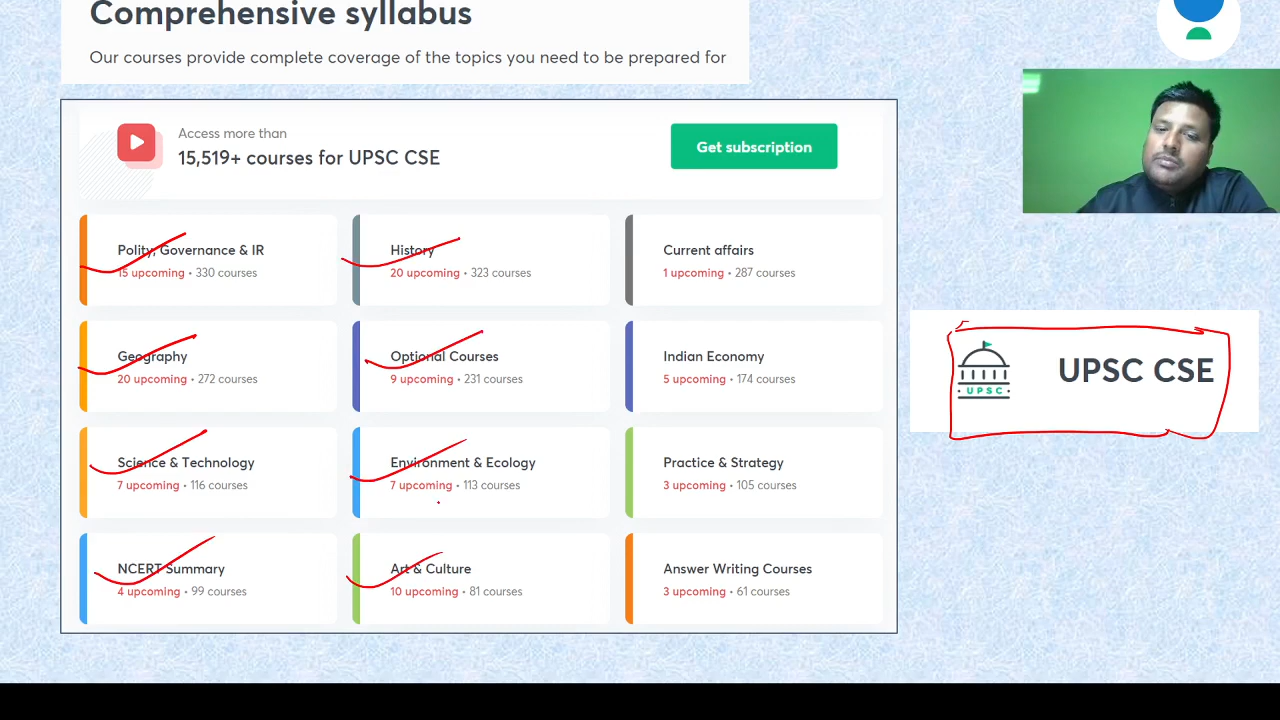 Comprehensive syllabus
Our courses provide complete coverage of the topics you need to be prepared for
Access more than
15,519+ courses for UPSC CSE
Get subscription
Polity, Governance & IR
15 upcoming • 330 courses
History
20 upcoming • 323 courses
Current affairs
1 upcoming • 287 courses
Geography
20 upcoming • 272 courses
Optional Courses
9 upcoming • 231 courses
Indian Economy
5 upcoming • 174 courses
Science & Technology
7 upcoming • 116 courses
Environment & Ecology
7 upcoming • 113 courses
Practice & Strategy
3 upcoming • 105 courses
NCERT Summary
4 upcoming • 99 courses
Art & Culture
10 upcoming • 81 courses
Answer Writing Courses
3 upcoming • 61 courses
UPSC CSE
• UPSC •